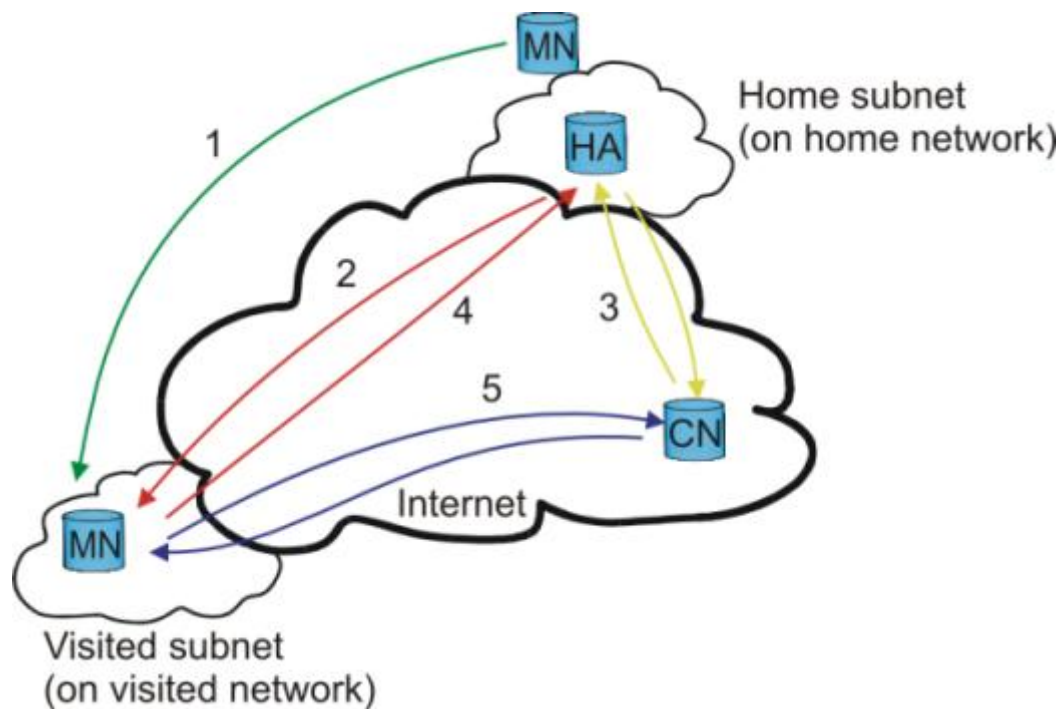 MN
HA
Home subnet
(on home network)
1
2
4
3
5
CN
Internet
MN
Visited subnet
(on visited network)